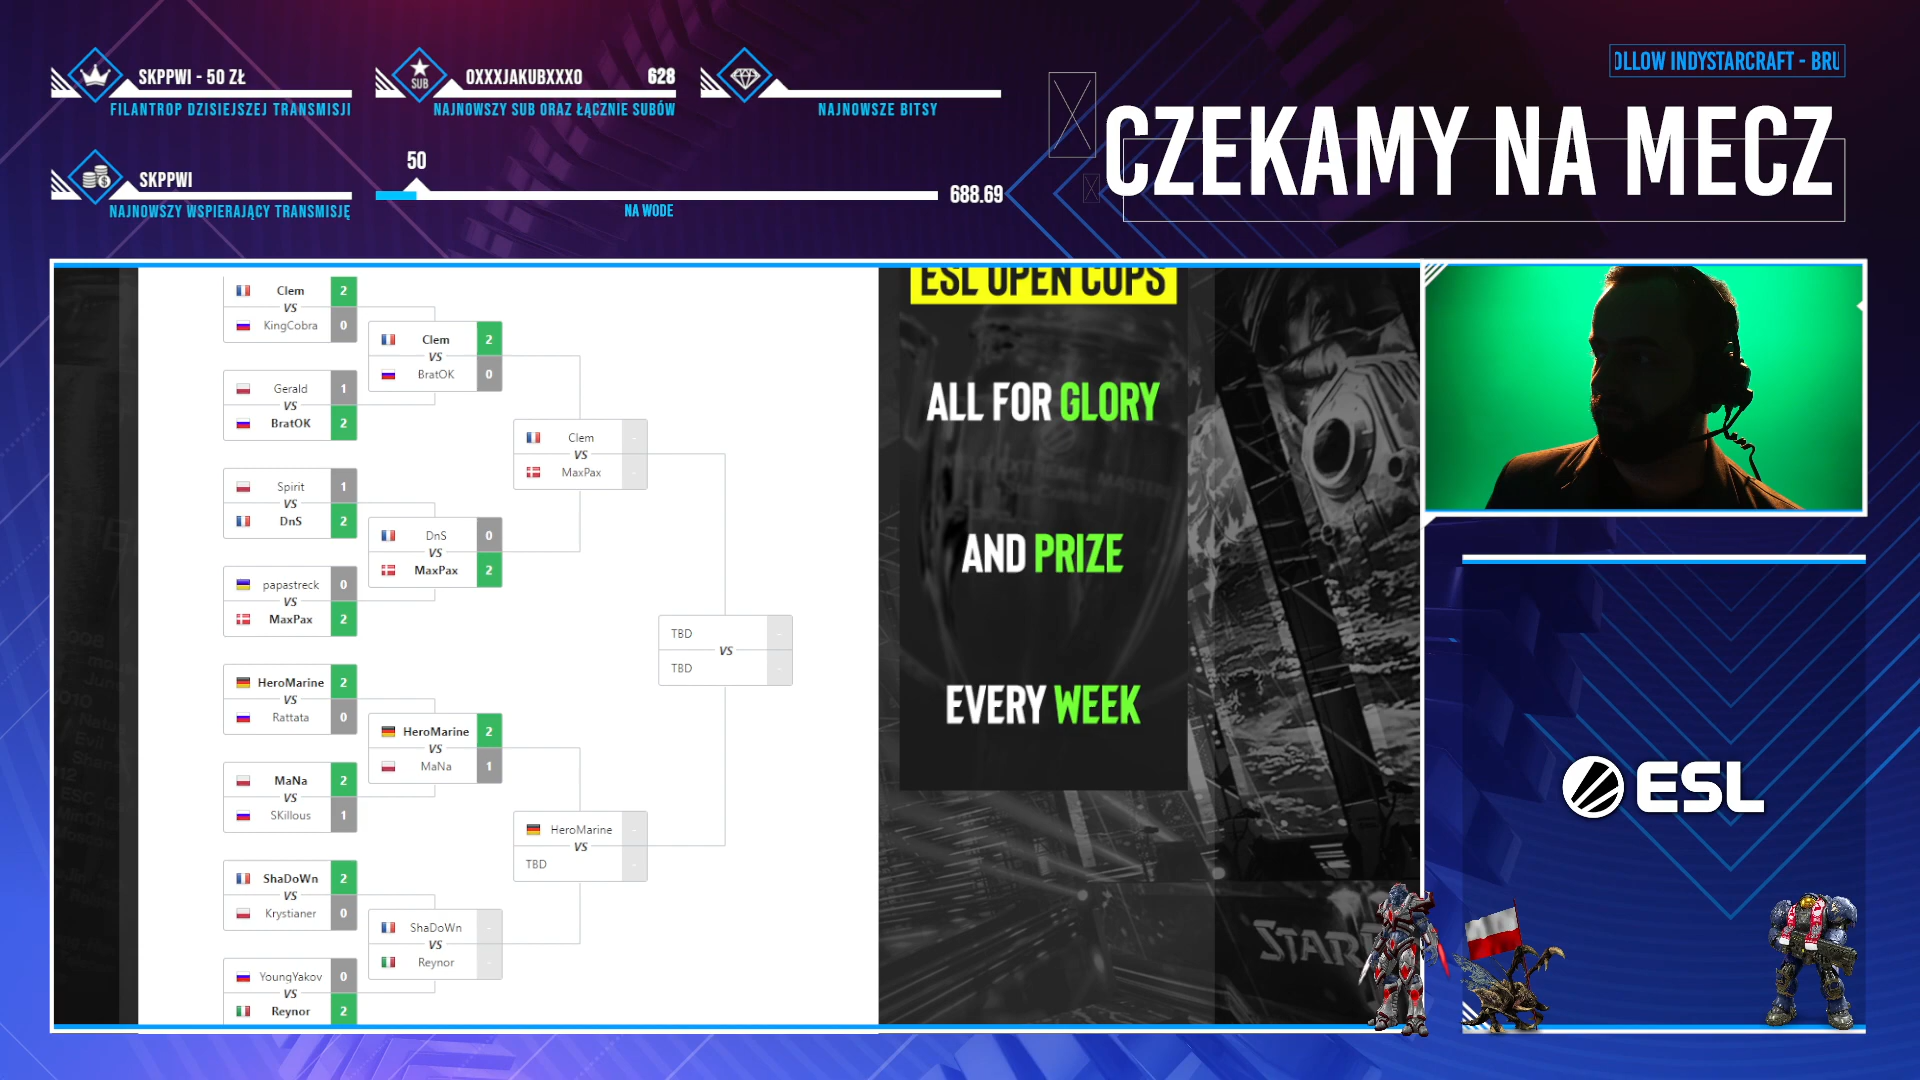 SKPPWI - 50 ZŁ
FILANTROP DZISIEJSZEJ TRANSMISJI
SUB
OXXXJAKUBXXXO 628
NAJNOWSZY SUB ORAZ ŁĄCZNIE SUBÓW
NAJNOWSZE BITSY
OLLOW INDYSTARCRAFT - BRU
CZEKAMY NA MECZ
SKPPWI
NAJNOWSZY WSPIERAJĄCY TRANSMISJĘ
50
688.69
NA WODE
Clem 2
VS
KingCobra 0
Gerald 1
VS
BratOK 2
Spirit 1
VS
DnS 2
papastreck 0
VS
MaxPax 2
HeroMarine 2
VS
Rattata 0
MaNa 2
VS
SKillous 1
ShaDoWn 2
VS
Krystianer 0
YoungYakov 0
VS
Reynor 2
Clem 2
VS
BratOK 0
DnS 0
VS
MaxPax 2
HeroMarine 2
VS
MaNa 1
ShaDoWn -
VS
Reynor -
Clem -
VS
MaxPax -
HeroMarine -
VS
TBD -
TBD -
VS
TBD -
ESL OPEN CUPS
ALL FOR GLORY
AND PRIZE
EVERY WEEK
STAR
ESL